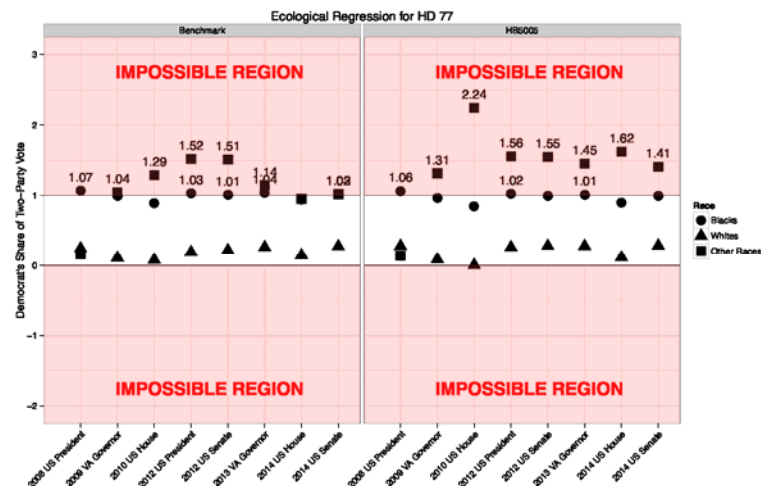 Ecological Regression for HD 77
Benchmark
HB5005
IMPOSSIBLE REGION
IMPOSSIBLE REGION
3
2
1
0
-1
-2
Democrat's Share of Two-Party Vote
1.07
1.04
1.29
1.52
1.51
1.14
1.03
1.01
1.04
2.24
1.31
1.56
1.55
1.45
1.62
1.41
1.06
1.02
1.01
IMPOSSIBLE REGION
IMPOSSIBLE REGION
Race
Blacks
Whites
Other Races
2008 US President
2009 VA Governor
2010 US House
2012 US President
2012 US Senate
2013 VA Governor
2014 US House
2014 US Senate
2008 US President
2009 VA Governor
2010 US House
2012 US President
2012 US Senate
2013 VA Governor
2014 US House
2014 US Senate